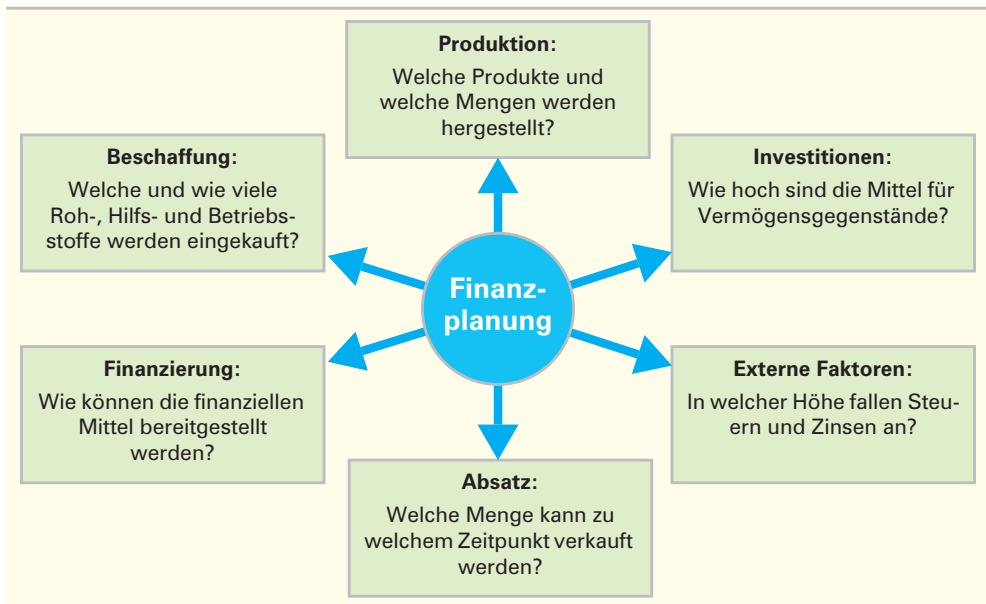 Produktion:
Welche Produkte und
welche Mengen werden
hergestellt?
Beschaffung:
Welche und wie viele
Roh-, Hilfs- und Betriebs-
stoffe werden eingekauft?
Investitionen:
Wie hoch sind die Mittel für
Vermögensgegenstände?
Finanz-
planung
Finanzierung:
Wie können die finanziellen
Mittel bereitgestellt
werden?
Externe Faktoren:
In welcher Höhe fallen Steu-
ern und Zinsen an?
Absatz:
Welche Menge kann zu
welchem Zeitpunkt verkauft
werden?